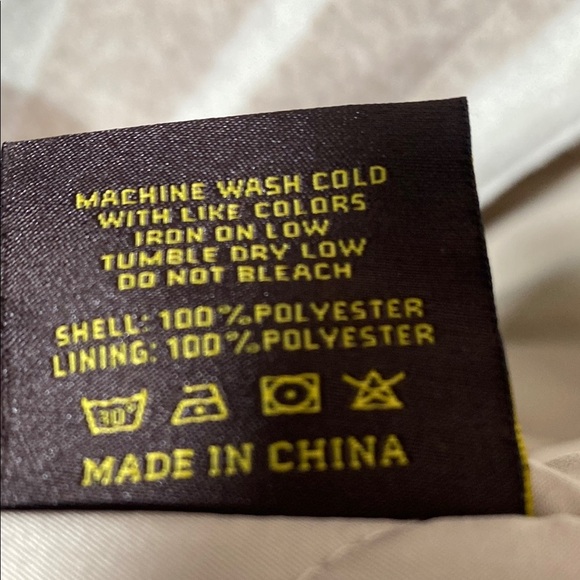 MACHINE WASH COLD
WITH LIKE COLORS
IRON ON LOW
TUMBLE DRY LOW
DO NOT BLEACH
SHELL: 100%POLYESTER
LINING: 100%POLYESTER
30°
MADE IN CHINA